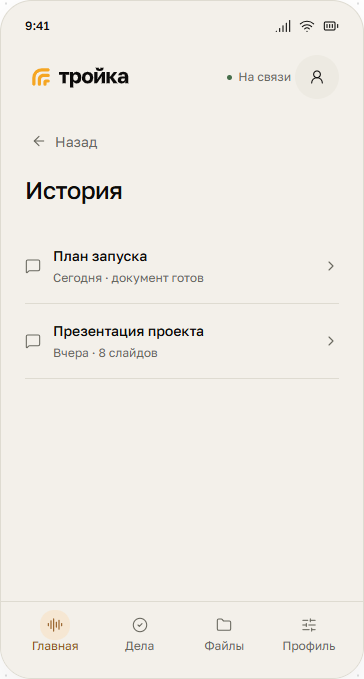 9:41
тройка
На связи
Назад
История
План запуска
Сегодня · документ готов
Презентация проекта
Вчера · 8 слайдов
Главная
Дела
Файлы
Профиль